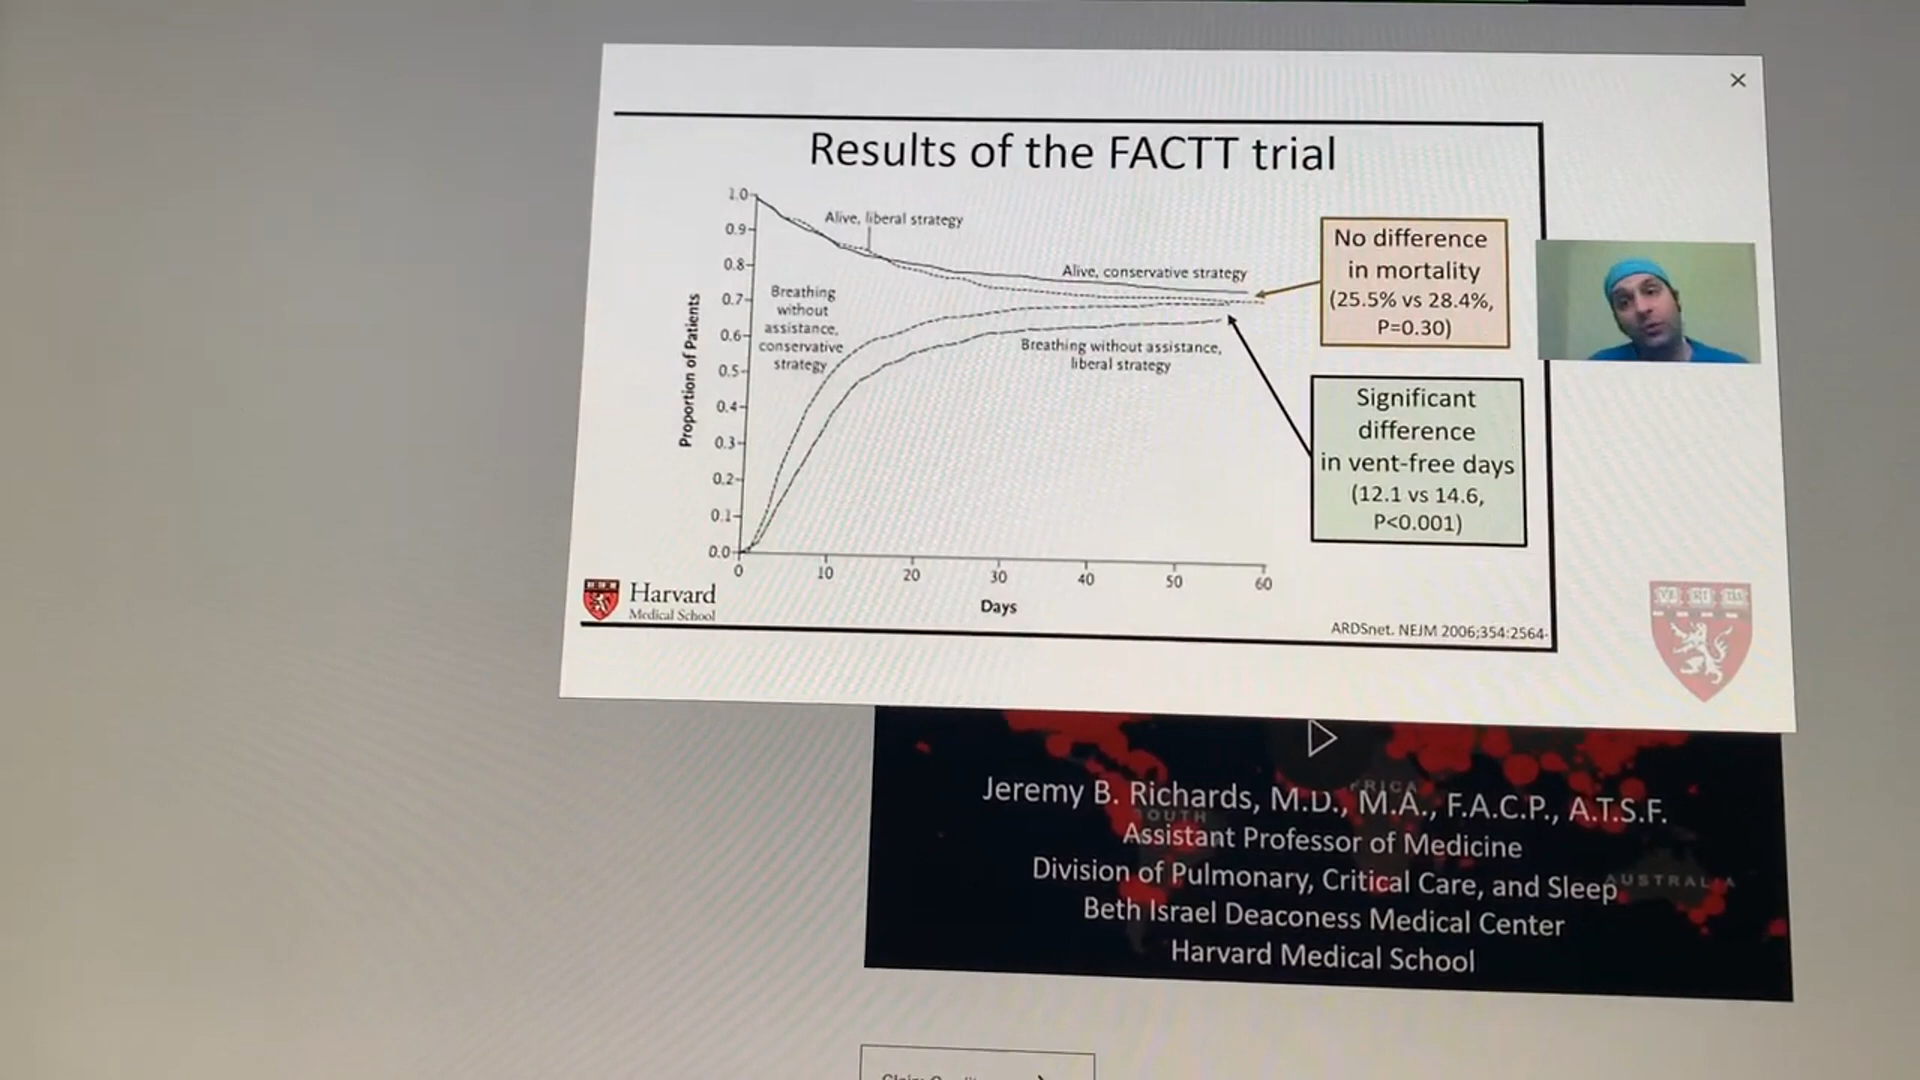 ×
Results of the FACTT trial
1.0
0.9
0.8
0.7
0.6
0.5
0.4
0.3
0.2
0.1
0.0
0
10
20
30
40
50
60
Proportion of Patients
Days
Alive, liberal strategy
Alive, conservative strategy
Breathing
without
assistance,
conservative
strategy
Breathing without assistance,
liberal strategy
No difference
in mortality
(25.5% vs 28.4%,
P=0.30)
Significant
difference
in vent-free days
(12.1 vs 14.6,
P<0.001)
Harvard
Medical School
ARDSnet. NEJM 2006;354:2564-
VE RI TAS
Jeremy B. Richards, M.D., M.A., F.A.C.P., A.T.S.F.
Assistant Professor of Medicine
Division of Pulmonary, Critical Care, and Sleep
AUSTRALIA
Beth Israel Deaconess Medical Center
Harvard Medical School